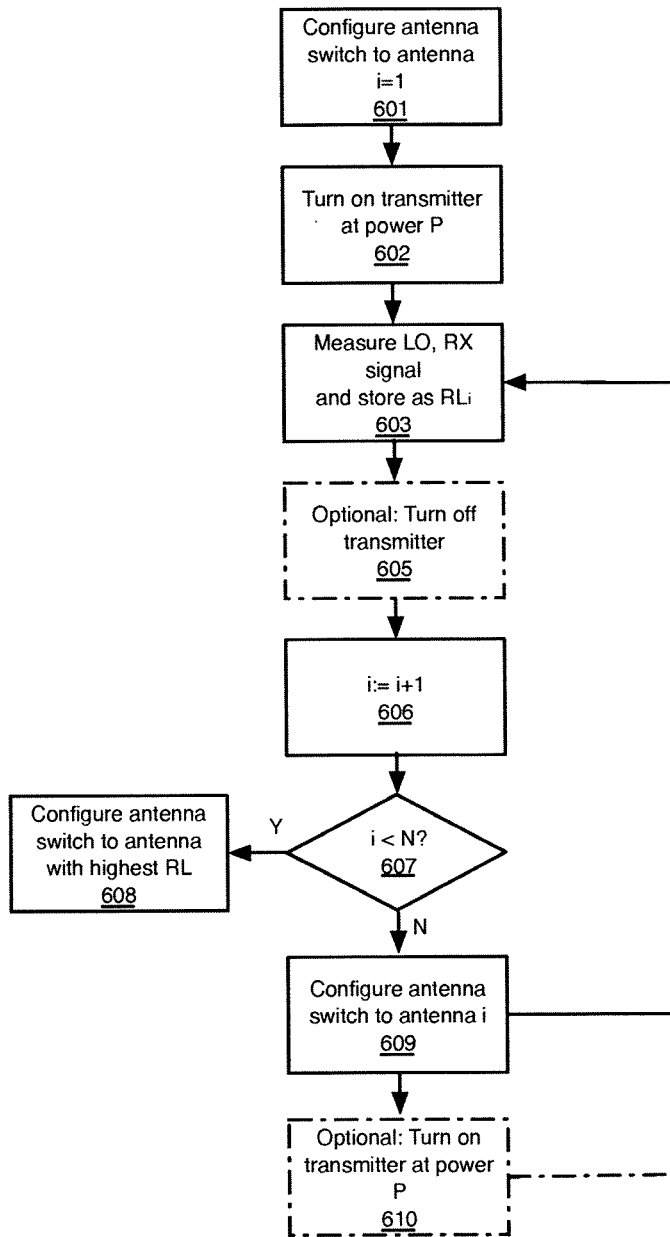 Configure antenna
switch to antenna
i=1
601
Turn on transmitter
at power P
602
Measure LO, RX
signal
and store as RLi
603
Optional: Turn off
transmitter
605
i:= i+1
606
i < N?
607
Y
N
Configure antenna
switch to antenna
with highest RL
608
Configure antenna
switch to antenna i
609
Optional: Turn on
transmitter at power
P
610